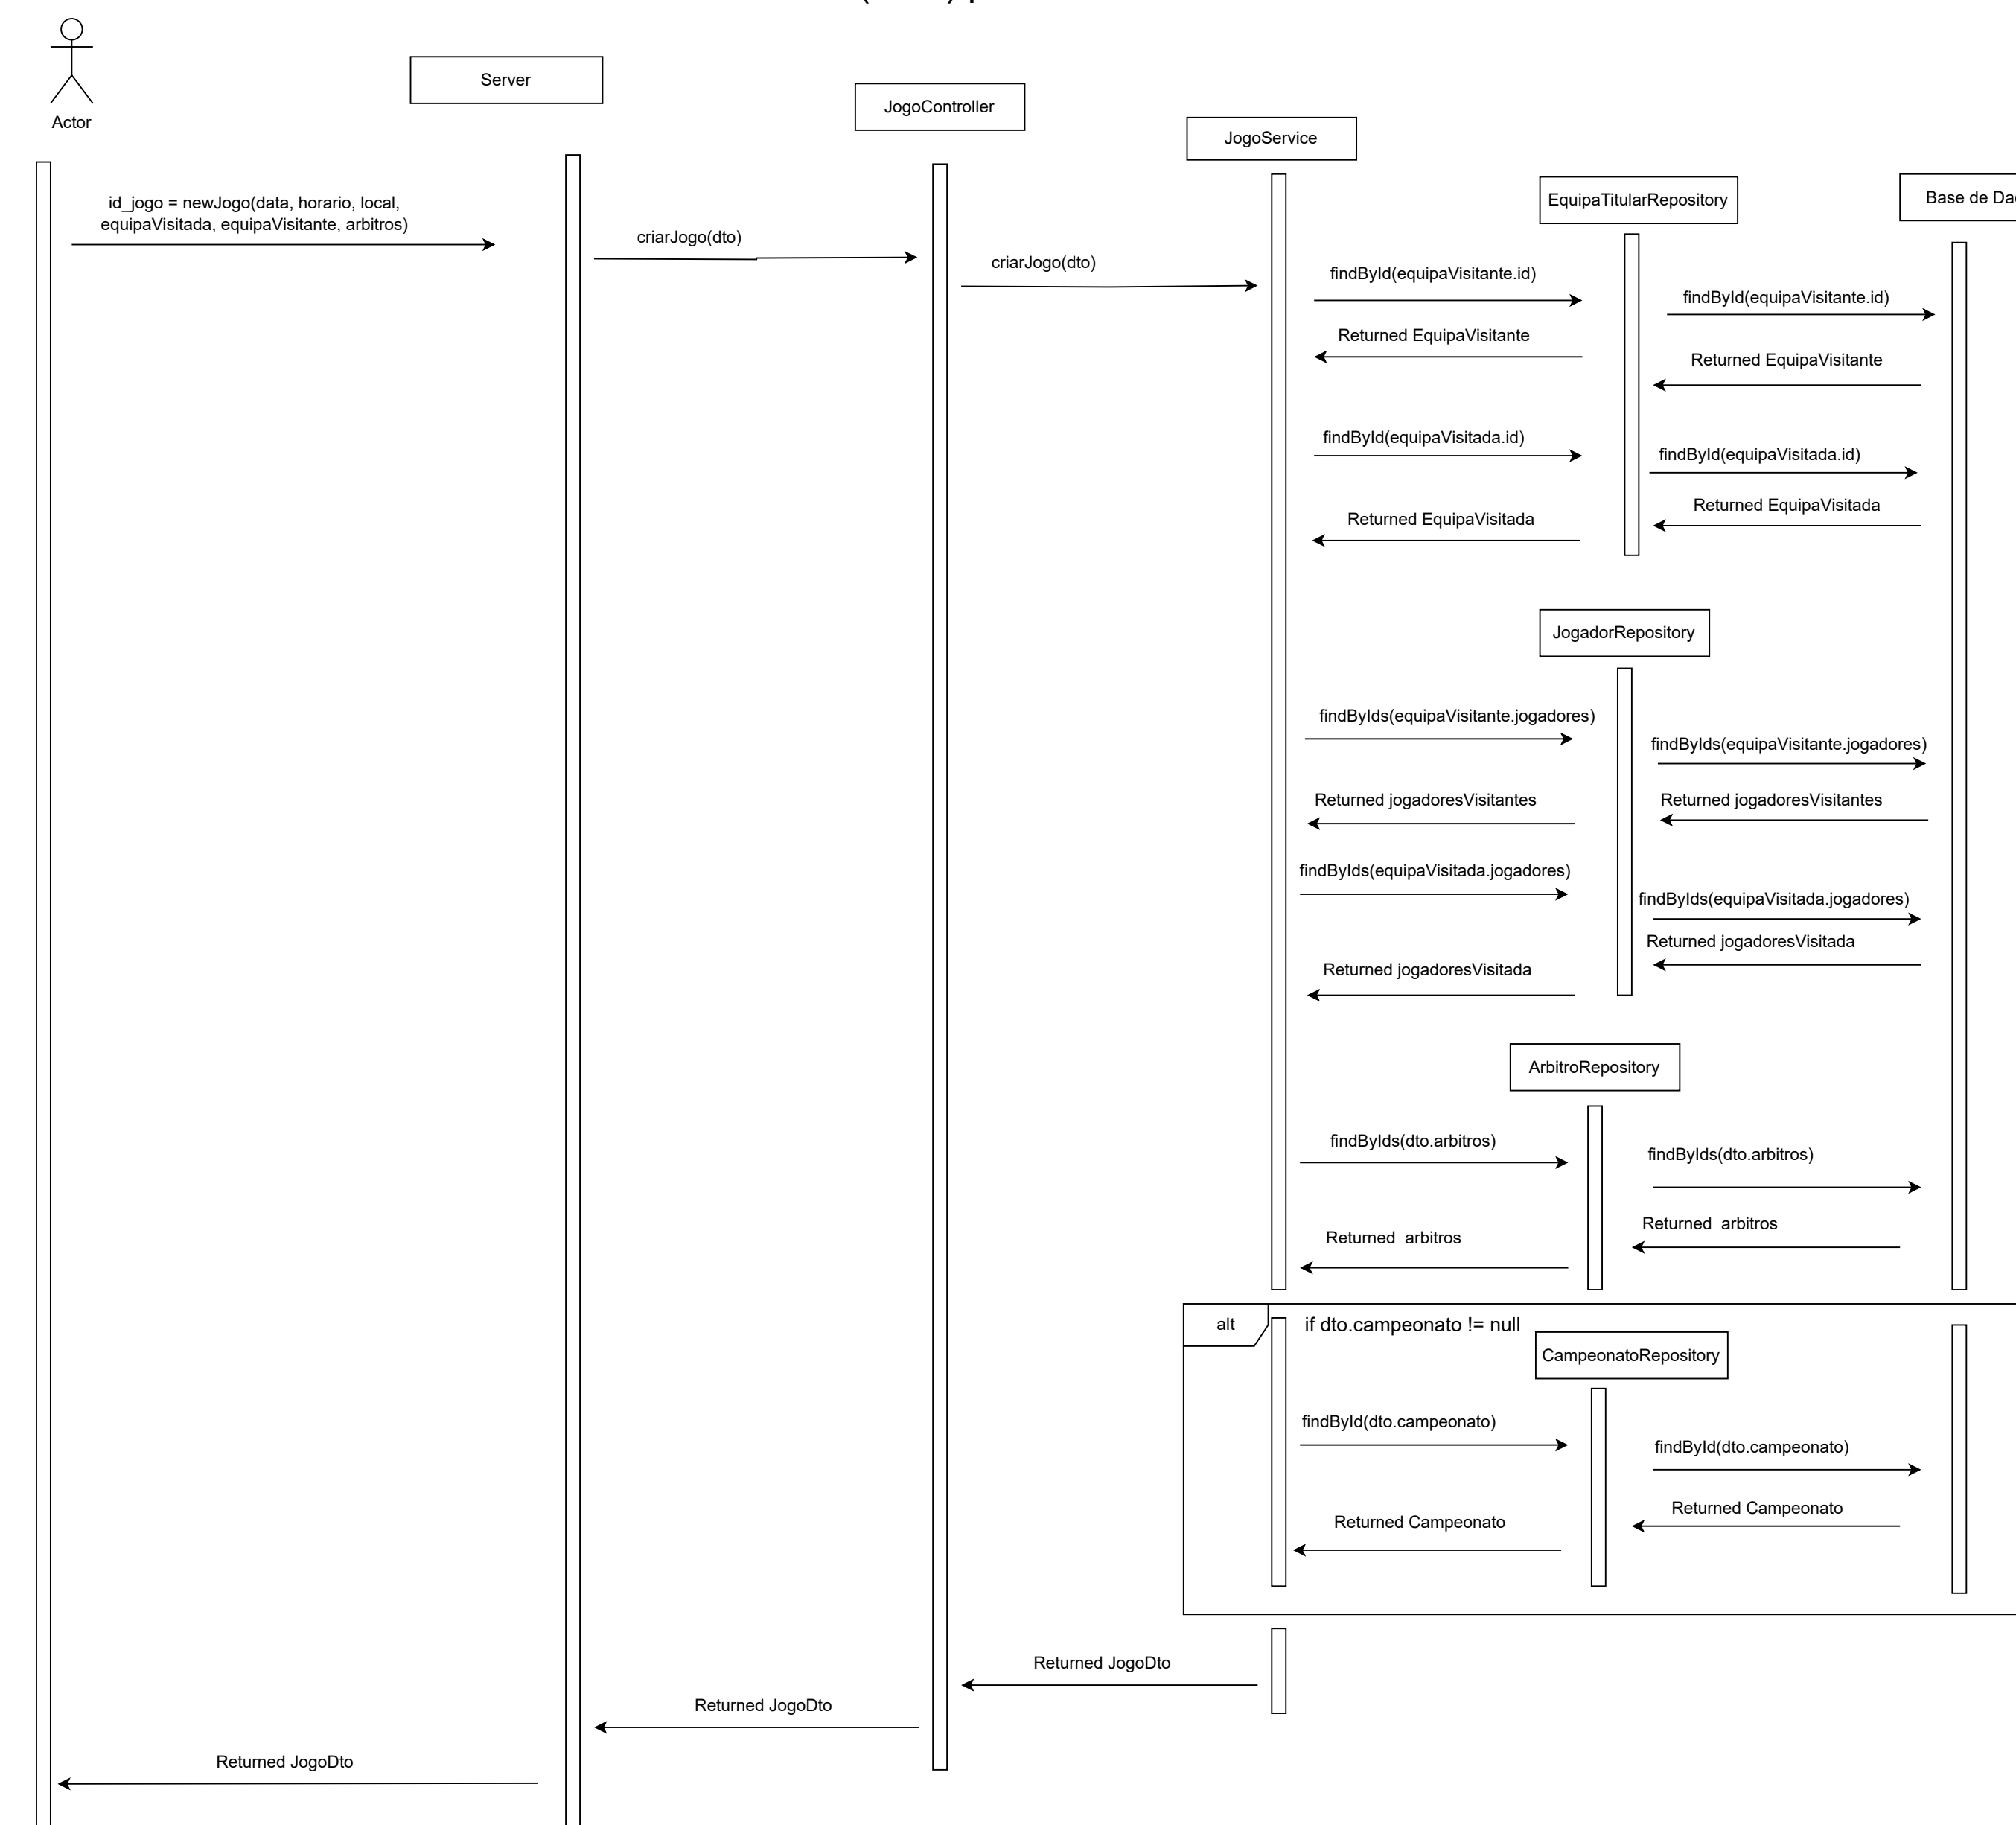 Actor
Server
JogoController
JogoService
EquipaTitularRepository
Base de
id_jogo = newJogo(data, horario, local,
equipaVisitada, equipaVisitante, arbitros)
criarJogo(dto)
criarJogo(dto)
findById(equipaVisitante.id)
findById(equipaVisitante.id)
Returned EquipaVisitante
Returned EquipaVisitante
findById(equipaVisitada.id)
findById(equipaVisitada.id)
Returned EquipaVisitada
Returned EquipaVisitada
JogadorRepository
findByIds(equipaVisitante.jogadores)
findByIds(equipaVisitante.jogadores)
Returned jogadoresVisitantes
Returned jogadoresVisitantes
findByIds(equipaVisitada.jogadores)
findByIds(equipaVisitada.jogadores)
Returned jogadoresVisitada
Returned jogadoresVisitada
ArbitroRepository
findByIds(dto.arbitros)
findByIds(dto.arbitros)
Returned  arbitros
Returned  arbitros
alt
if dto.campeonato != null
CampeonatoRepository
findById(dto.campeonato)
findById(dto.campeonato)
Returned Campeonato
Returned Campeonato
Returned JogoDto
Returned JogoDto
Returned JogoDto